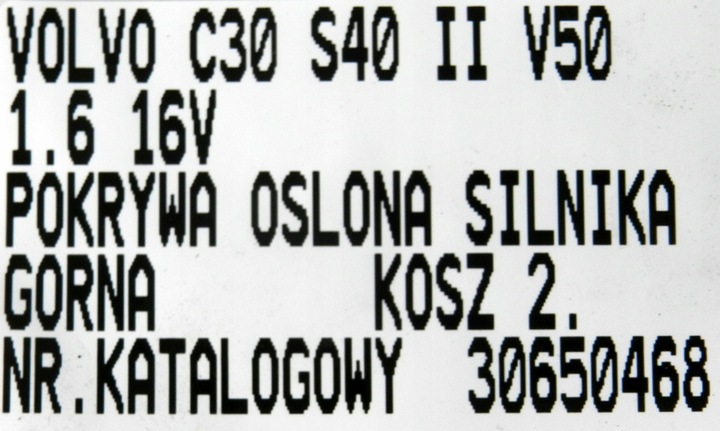 VOLVO C30 S40 II V50
1.6 16V
POKRYWA OSLONA SILNIKA
GORNA KOSZ 2.
NR.KATALOGOWY 30650468